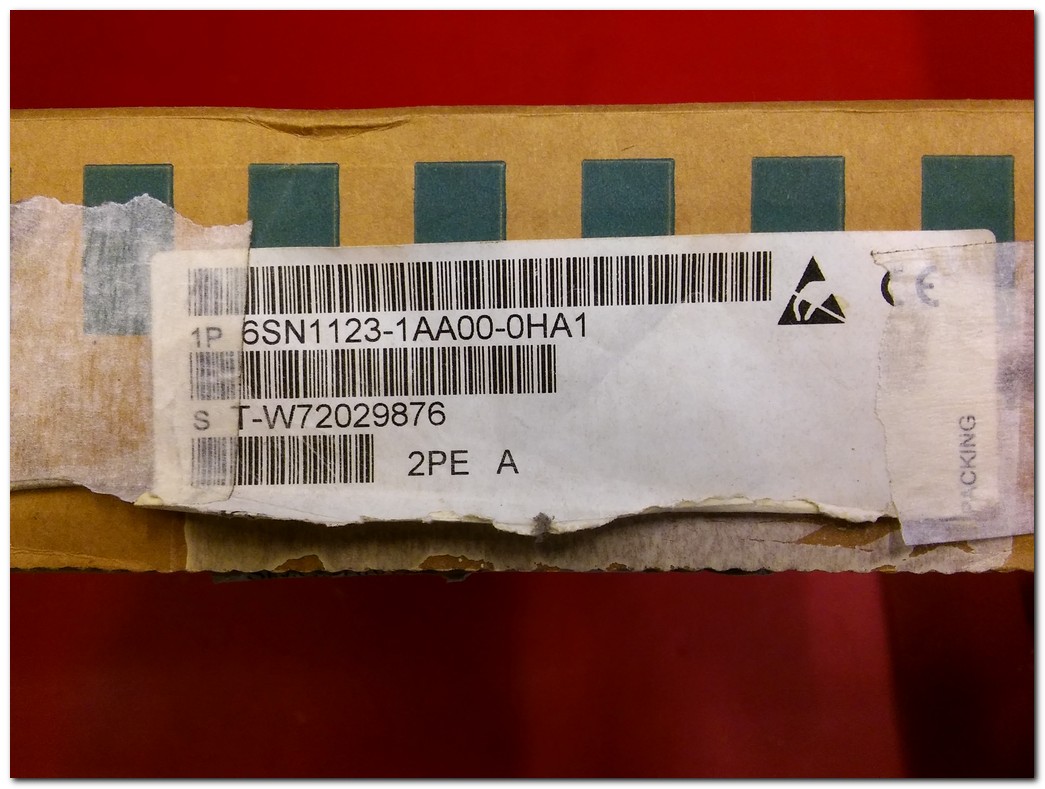 1P 6SN1123-1AA00-0HA1
S T-W72029876
2PE A
CE
PACKING